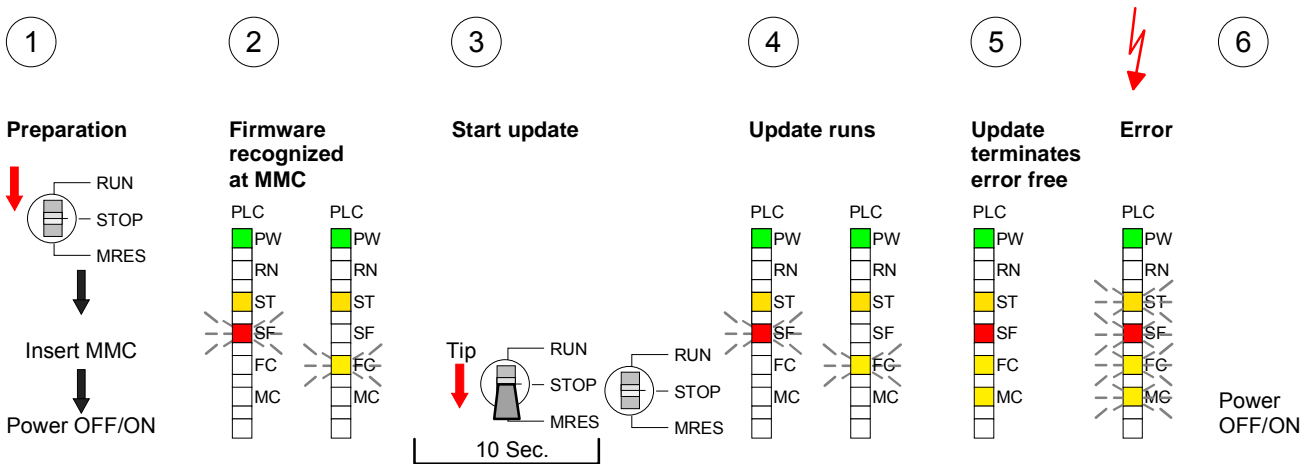 1
2
3
4
5
6
Preparation
RUN
STOP
MRES
Insert MMC
Power OFF/ON
Firmware
recognized
at MMC
PLC
PW
RN
ST
SF
FC
MC
PLC
PW
RN
ST
SF
FC
MC
Start update
Tip
RUN
STOP
MRES
10 Sec.
RUN
STOP
MRES
Update runs
PLC
PW
RN
ST
SF
FC
MC
PLC
PW
RN
ST
SF
FC
MC
Update
terminates
error free
PLC
PW
RN
ST
SF
FC
MC
Error
PLC
PW
RN
ST
SF
FC
MC
Power
OFF/ON